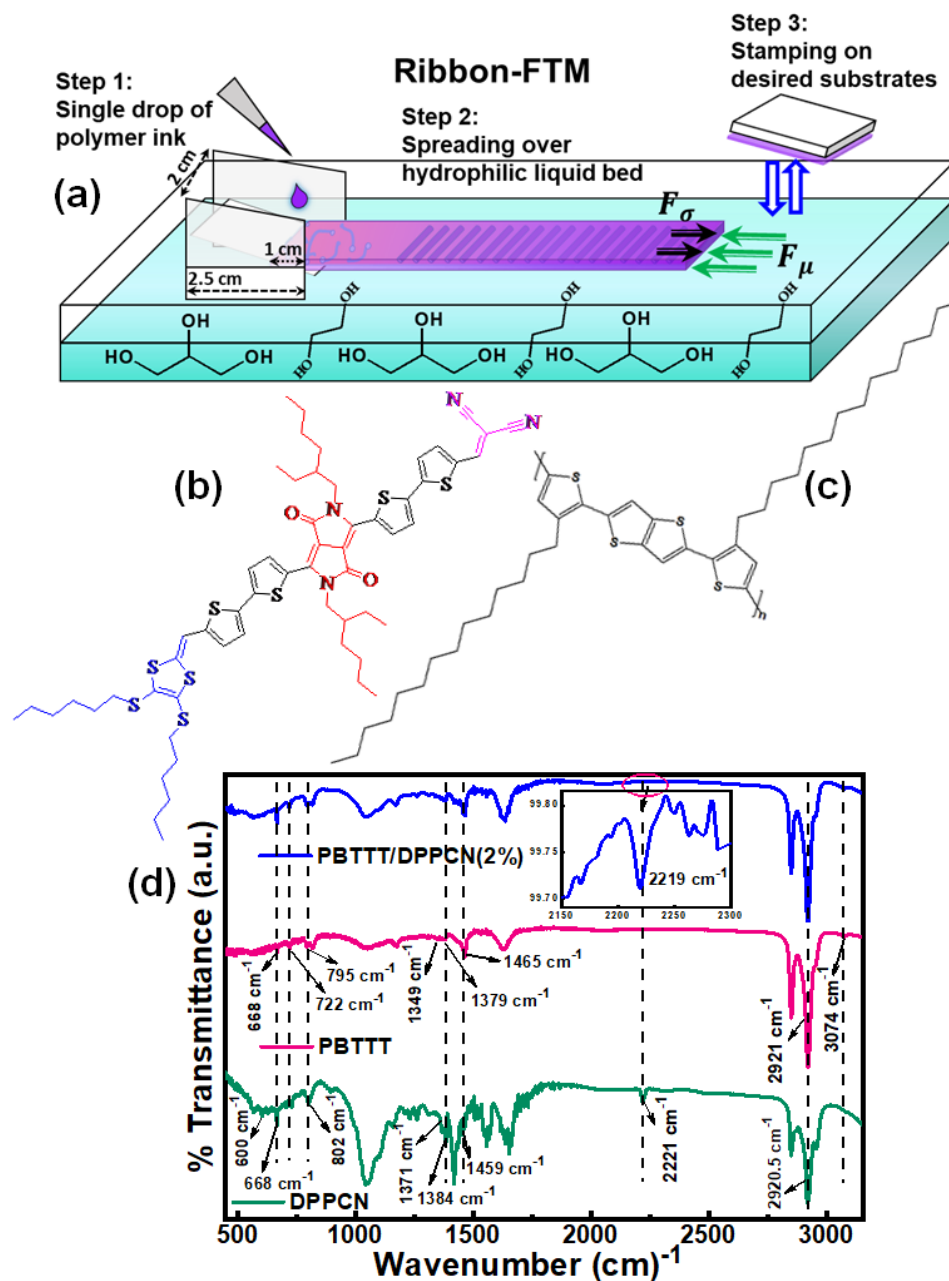 Step 1:
Single drop of
polymer ink
Ribbon-FTM
Step 2:
Spreading over
hydrophilic liquid bed
Step 3:
Stamping on
desired substrates
(a)
2 cm
1 cm
2.5 cm
F_σ
F_μ
OH
HO
OH
OH
HO
OH
HO
OH
OH
HO
OH
HO
OH
HO
(b)
N
N
S
S
O
N
N
O
S
S
S
S
S
S
(c)
S
S
S
S
n
(d)
% Transmittance (a.u.)
PBTTT/DPPCN(2%)
99.80
99.75
99.70
2150
2200
2250
2300
2219 cm⁻¹
668 cm⁻¹
722 cm⁻¹
795 cm⁻¹
1349 cm⁻¹
1379 cm⁻¹
1465 cm⁻¹
2921 cm⁻¹
3074 cm⁻¹
PBTTT
600 cm⁻¹
668 cm⁻¹
802 cm⁻¹
1371 cm⁻¹
1384 cm⁻¹
1459 cm⁻¹
2221 cm⁻¹
2920.5 cm⁻¹
DPPCN
500
1000
1500
2000
2500
3000
Wavenumber (cm)⁻¹